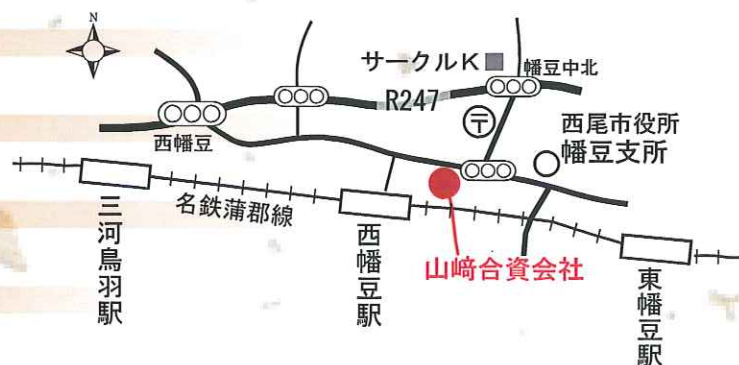 N
サークルK
幡豆中北
R247
〒
西尾市役所
幡豆支所
西幡豆
名鉄蒲郡線
三河鳥羽駅
西幡豆駅
山﨑合資会社
東幡豆駅